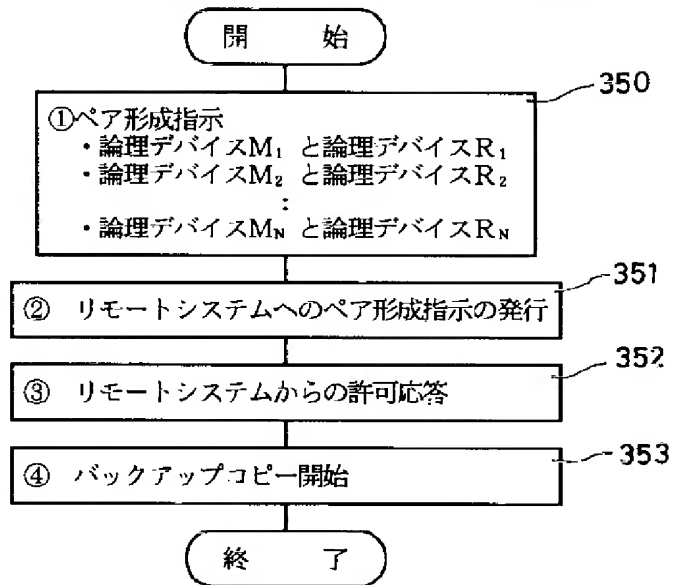 開 始
350
①ペア形成指示
・論理デバイスM₁ と論理デバイスR₁
・論理デバイスM₂ と論理デバイスR₂
:
・論理デバイスMN と論理デバイスRN
351
② リモートシステムへのペア形成指示の発行
352
③ リモートシステムからの許可応答
353
④ バックアップコピー開始
終 了